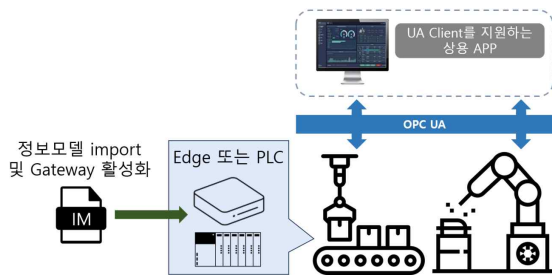 UA Client를 지원하는
상용 APP
OPC UA
정보모델 import
및 Gateway 활성화
Edge 또는 PLC
IM